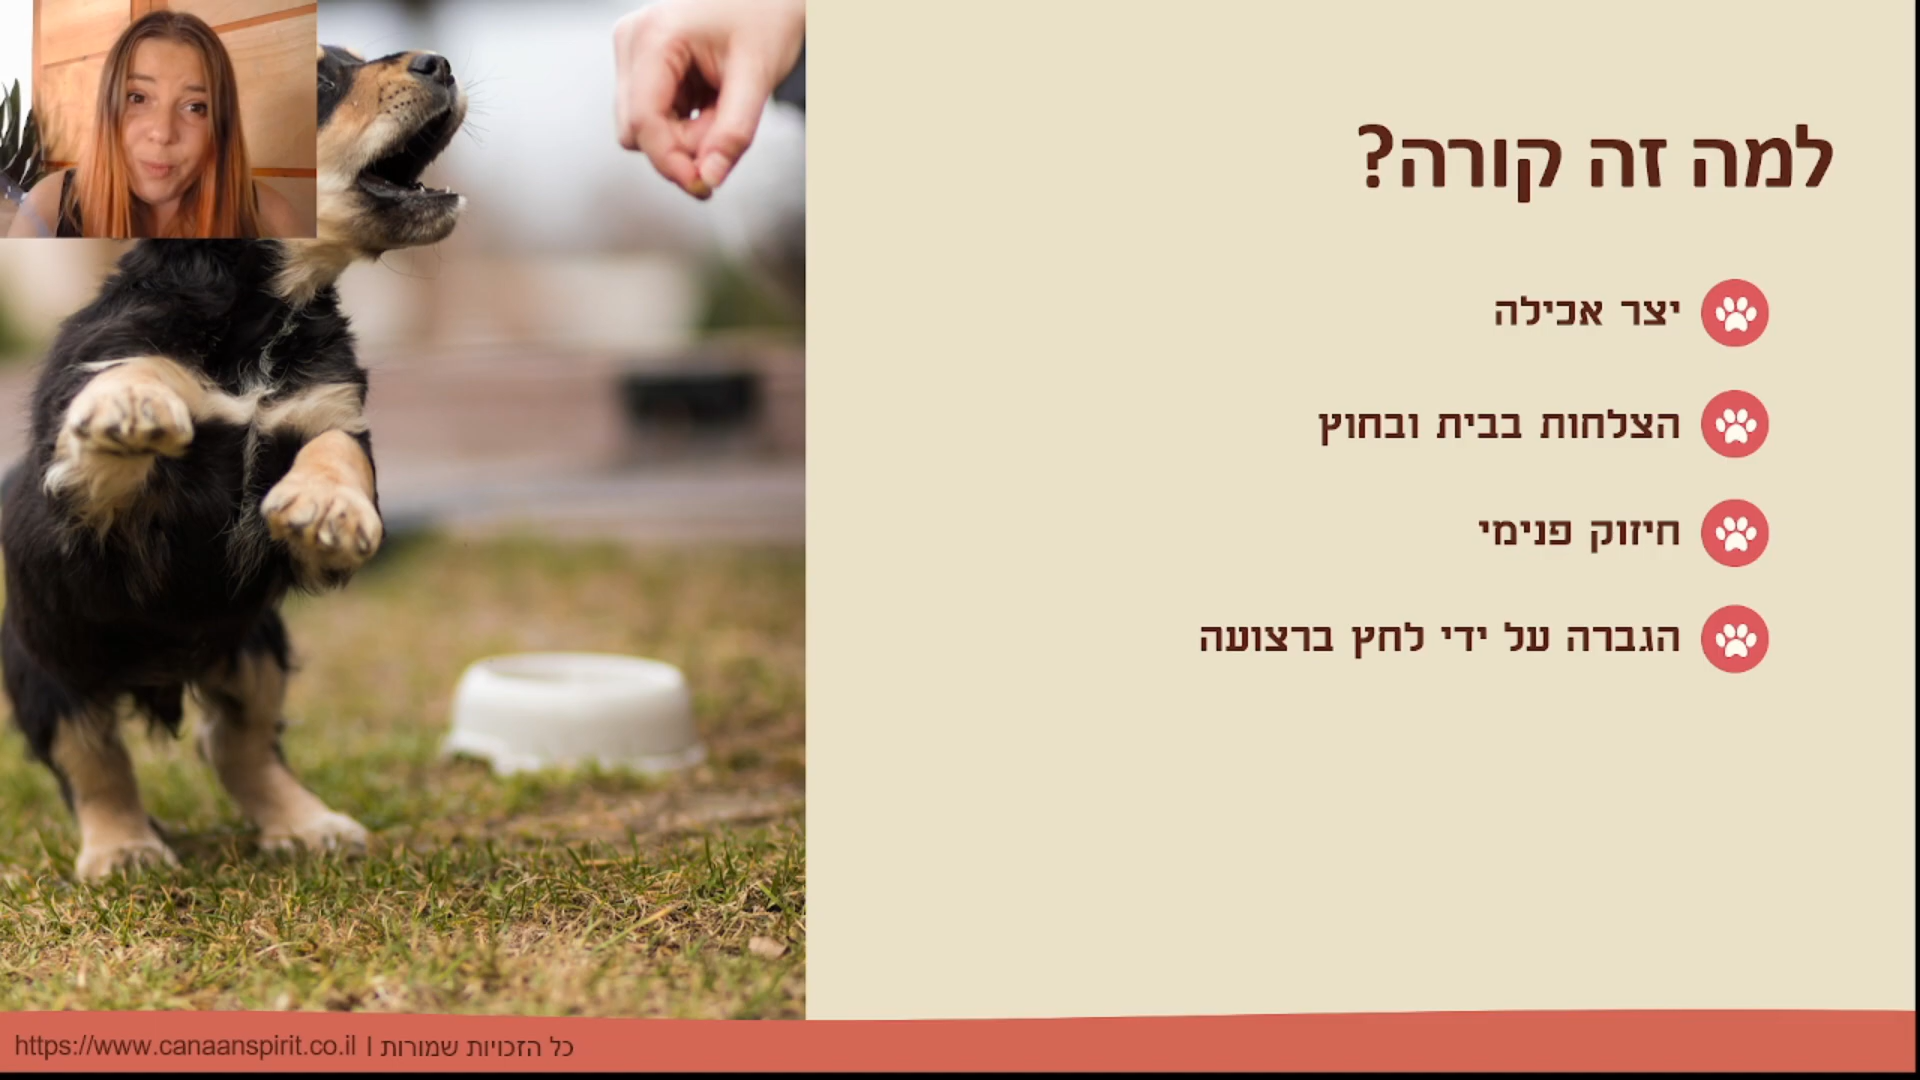 למה זה קורה?
יצר אכילה
הצלחות בבית ובחוץ
חיזוק פנימי
הגברה על ידי לחץ ברצועה
כל הזכויות שמורות | https://www.canaanspirit.co.il